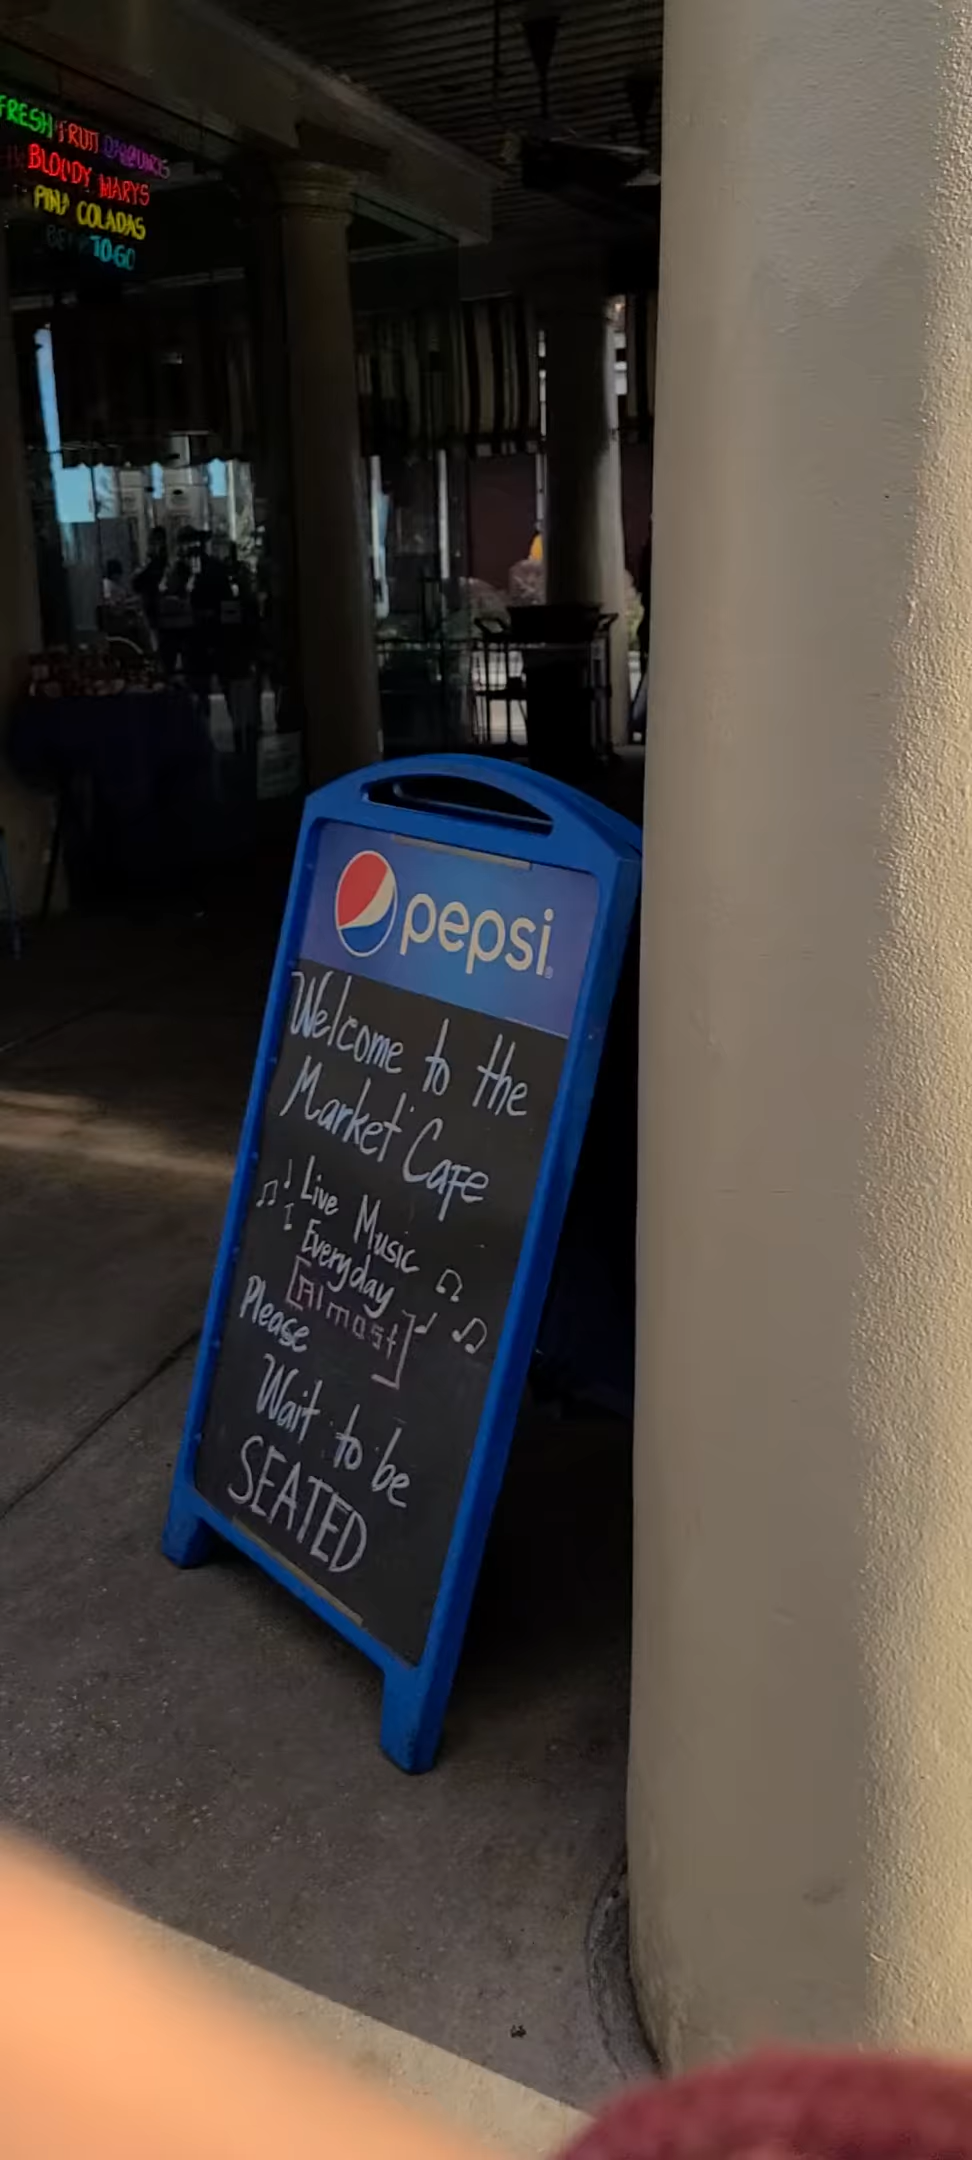 FRESH FRUIT DAIQUIRIS
BLOODY MARYS
PINA COLADAS
TO GO
pepsi
Welcome to the
Market Cafe
Live Music
Everyday
[Almost]
Please
Wait to be
SEATED